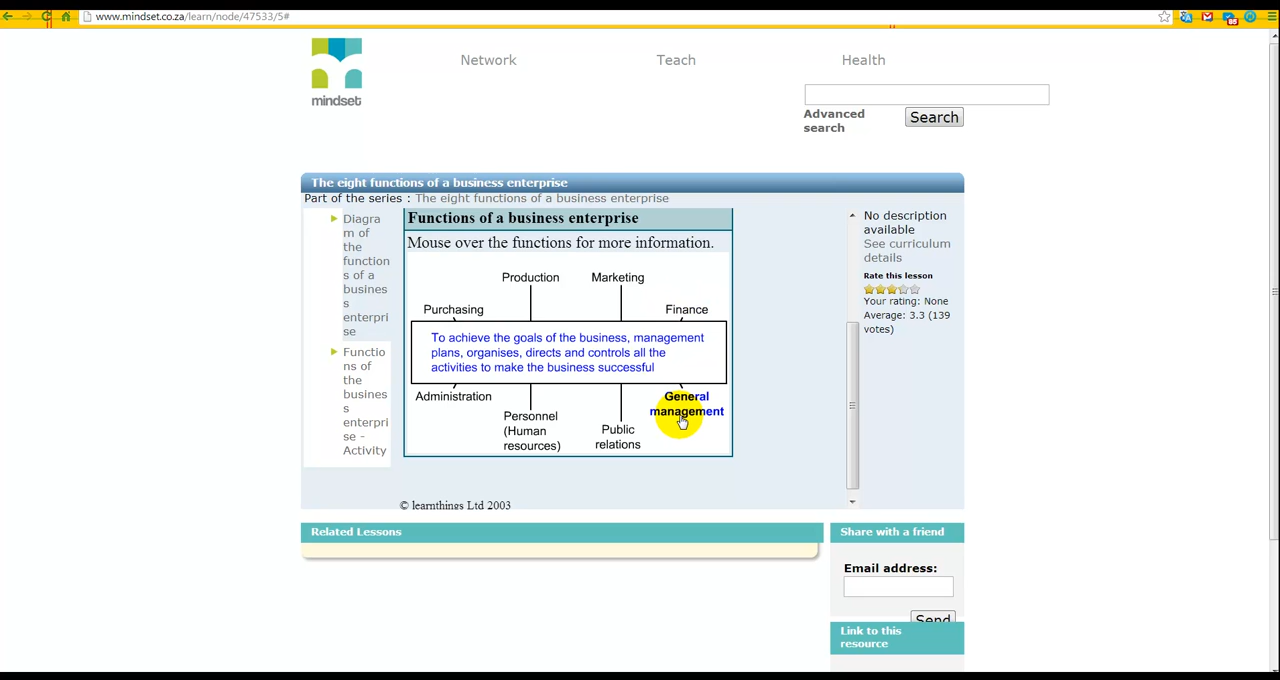 www.mindset.co.za/learn/node/47533/5#
95
mindset
Network
Teach
Health
Advanced
search
Search
The eight functions of a business enterprise
Part of the series : The eight functions of a business enterprise
Diagra
m of
the
function
s of a
busines
s
enterpri
se
Functio
ns of
the
busines
s
enterpri
se -
Activity
Functions of a business enterprise
Mouse over the functions for more information.
Production
Marketing
Purchasing
Finance
To achieve the goals of the business, management
plans, organises, directs and controls all the
activities to make the business successful
Administration
Personnel
(Human
resources)
Public
relations
General
management
© learnthings Ltd 2003
No description
available
See curriculum
details
Rate this lesson
Your rating: None
Average: 3.3 (139
votes)
Related Lessons
Share with a friend
Email address:
Send
Link to this
resource